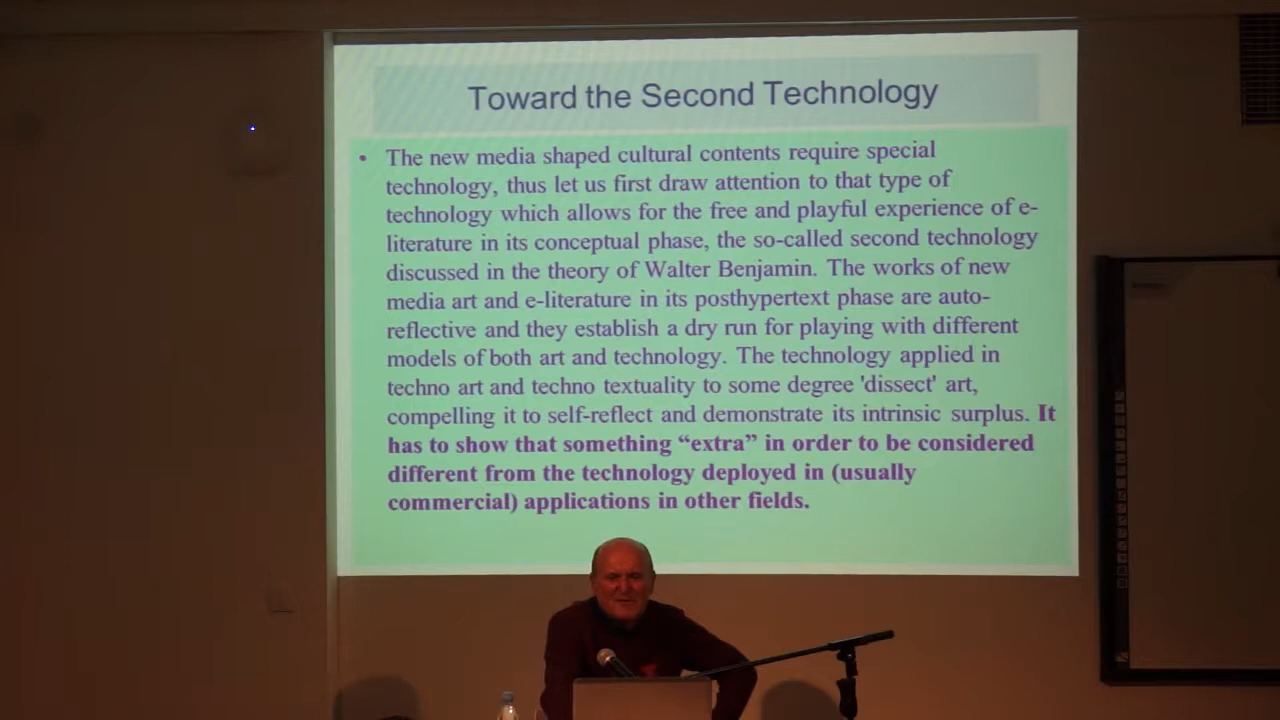 Toward the Second Technology
• The new media shaped cultural contents require special
technology, thus let us first draw attention to that type of
technology which allows for the free and playful experience of e-
literature in its conceptual phase, the so-called second technology
discussed in the theory of Walter Benjamin. The works of new
media art and e-literature in its posthypertext phase are auto-
reflective and they establish a dry run for playing with different
models of both art and technology. The technology applied in
techno art and techno textuality to some degree 'dissect' art,
compelling it to self-reflect and demonstrate its intrinsic surplus. It
has to show that something “extra” in order to be considered
different from the technology deployed in (usually
commercial) applications in other fields.